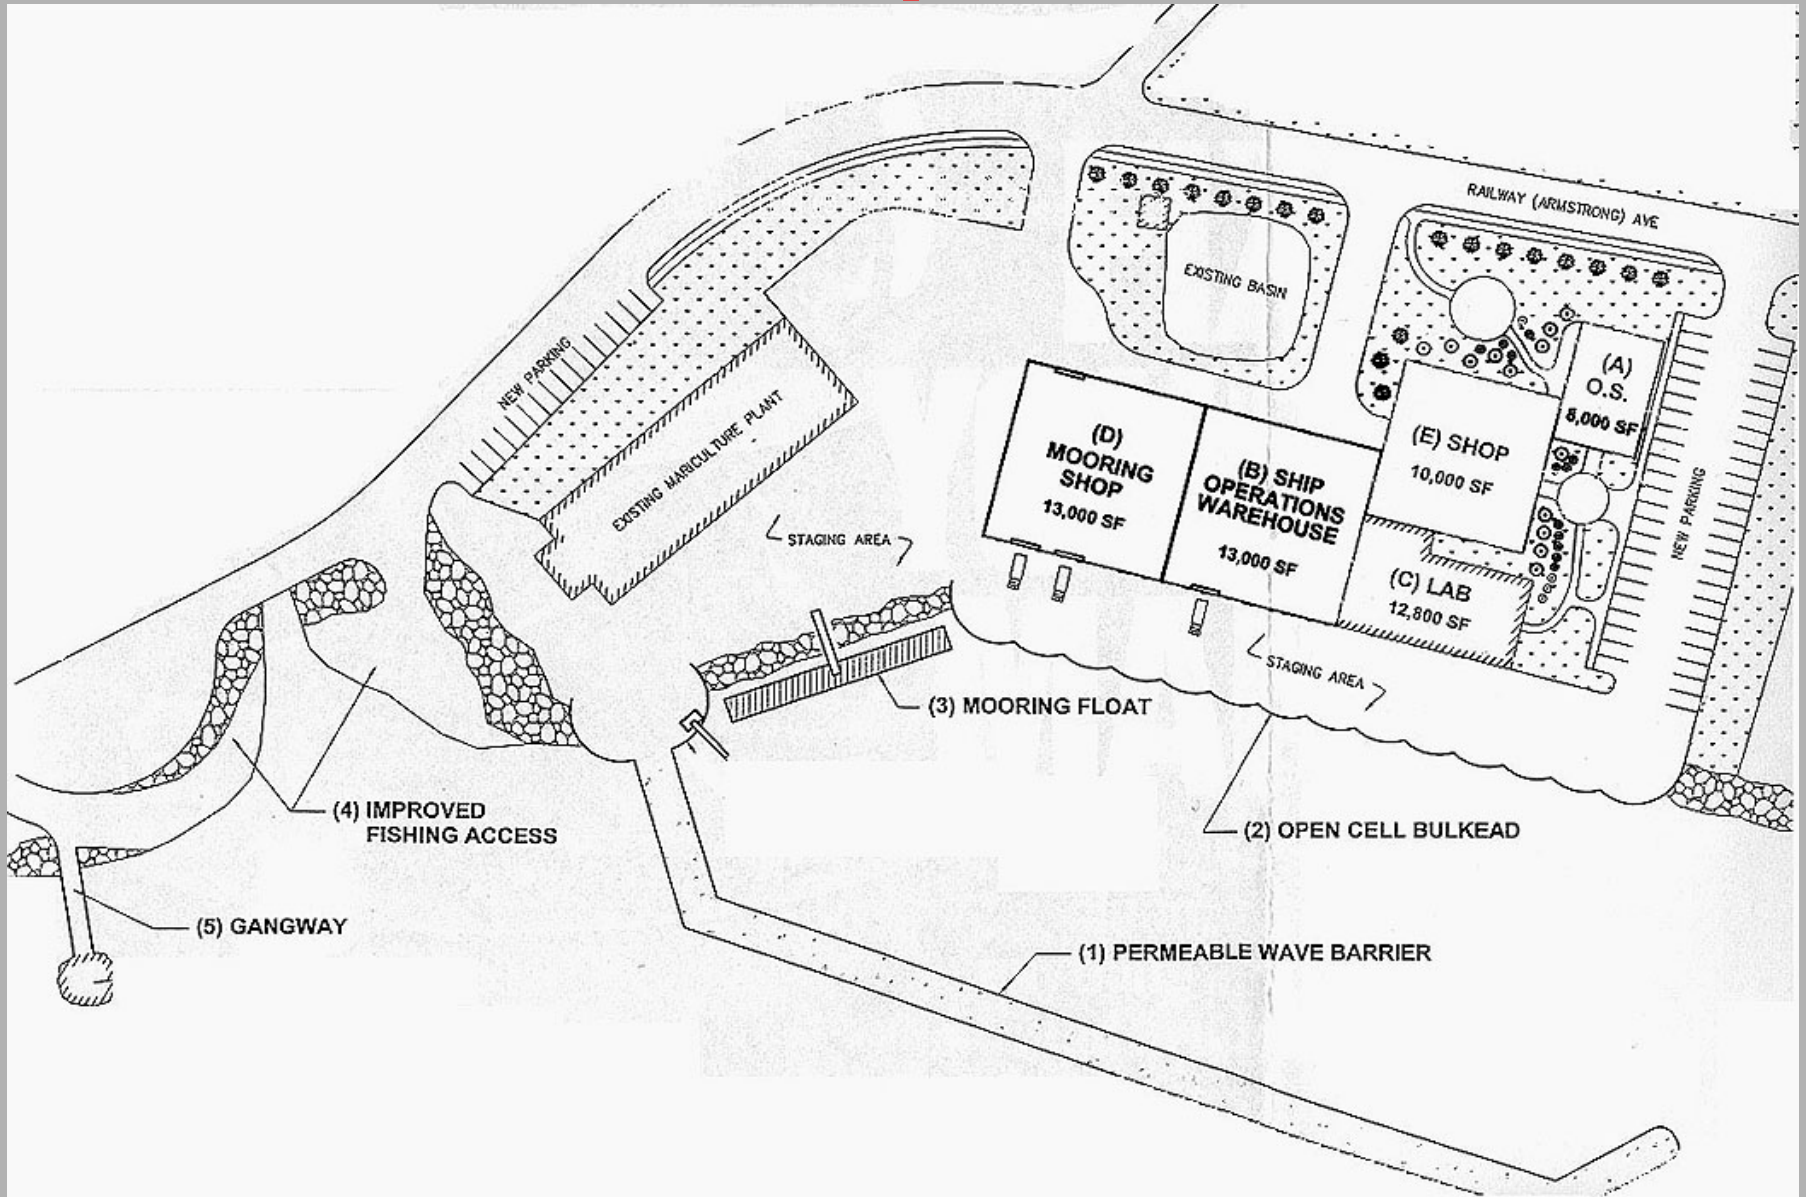 RAILWAY (ARMSTRONG) AVE
EXISTING BASIN
NEW PARKING
EXISTING MARICULTURE PLANT
(A)
O.S.
8,000 SF
(D)
MOORING
SHOP
13,000 SF
(B) SHIP
OPERATIONS
WAREHOUSE
13,000 SF
(E) SHOP
10,000 SF
NEW PARKING
STAGING AREA
(C) LAB
12,800 SF
STAGING AREA
(3) MOORING FLOAT
(4) IMPROVED
FISHING ACCESS
(2) OPEN CELL BULKEAD
(5) GANGWAY
(1) PERMEABLE WAVE BARRIER